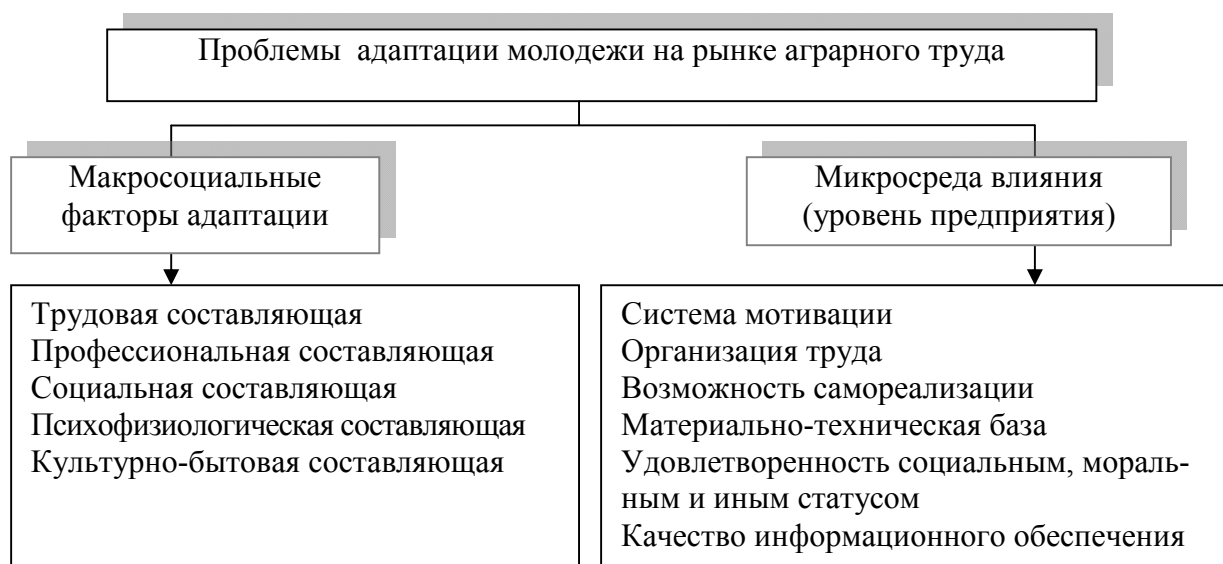 Проблемы адаптации молодежи на рынке аграрного труда
Макросоциальные
факторы адаптации
Микросреда влияния
(уровень предприятия)
Трудовая составляющая
Профессиональная составляющая
Социальная составляющая
Психофизиологическая составляющая
Культурно-бытовая составляющая
Система мотивации
Организация труда
Возможность самореализации
Материально-техническая база
Удовлетворенность социальным, мораль-
ным и иным статусом
Качество информационного обеспечения